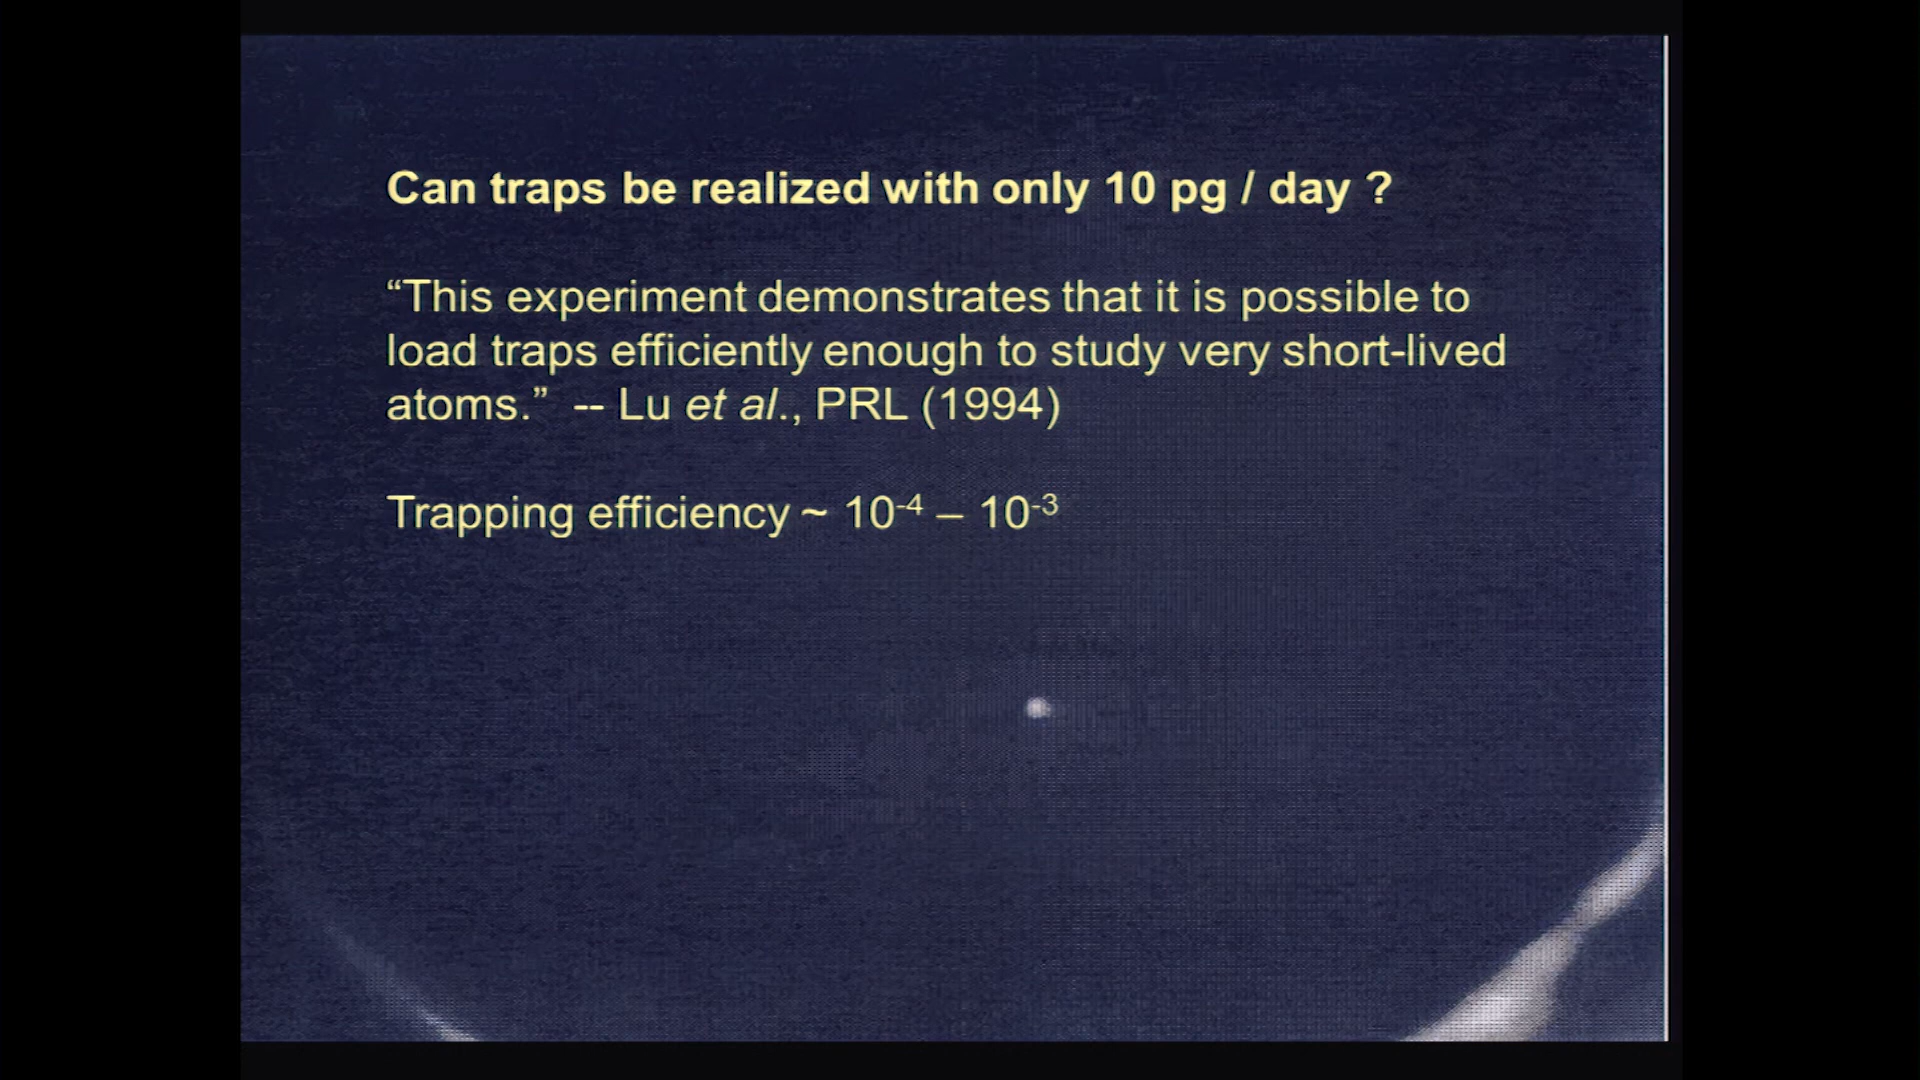 Can traps be realized with only 10 pg / day ?
“This experiment demonstrates that it is possible to
load traps efficiently enough to study very short-lived
atoms.”  -- Lu et al., PRL (1994)
Trapping efficiency ~ 10⁻⁴ – 10⁻³